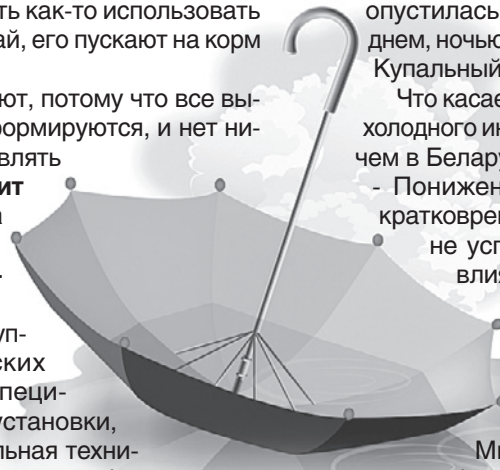 ть как-то использовать
ай, его пускают на корм
ют, потому что все вы-
ормируются, и нет ни-
влять
ит
а
уп-
ских
пеци-
установки,
льная техни-
опустилась
днем, ночью
Купальный
Что касае
холодного ин
чем в Белару
- Понижен
кратковрем
не усп
влия
Ми